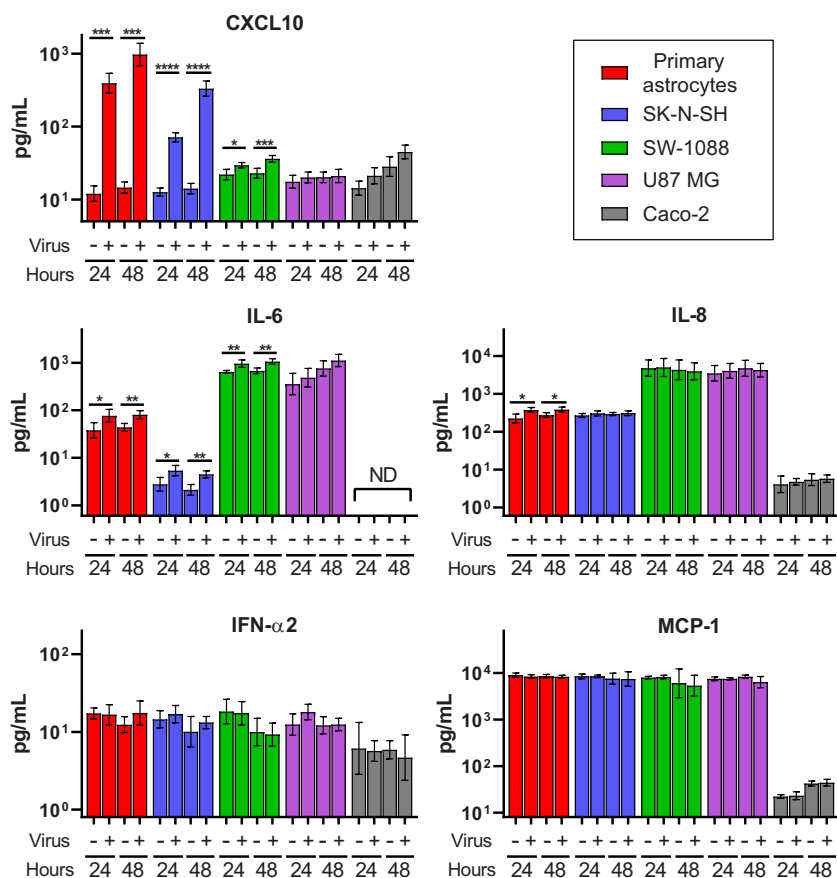 CXCL10
*** *** **** **** * ***
pg/mL
10³
10²
10¹
Virus - + - + - + - + - + - + - + - + - + - +
Hours 24 48 24 48 24 48 24 48 24 48
Primary
astrocytes
SK-N-SH
SW-1088
U87 MG
Caco-2
IL-6
* ** * ** ** **
ND
pg/mL
10³
10²
10¹
10⁰
Virus - + - + - + - + - + - + - + - + - + - +
Hours 24 48 24 48 24 48 24 48 24 48
IL-8
* *
pg/mL
10⁴
10³
10²
10¹
10⁰
Virus - + - + - + - + - + - + - + - + - + - +
Hours 24 48 24 48 24 48 24 48 24 48
IFN-α2
pg/mL
10²
10¹
10⁰
Virus - + - + - + - + - + - + - + - + - + - +
Hours 24 48 24 48 24 48 24 48 24 48
MCP-1
pg/mL
10⁴
10³
10²
10¹
Virus - + - + - + - + - + - + - + - + - + - +
Hours 24 48 24 48 24 48 24 48 24 48